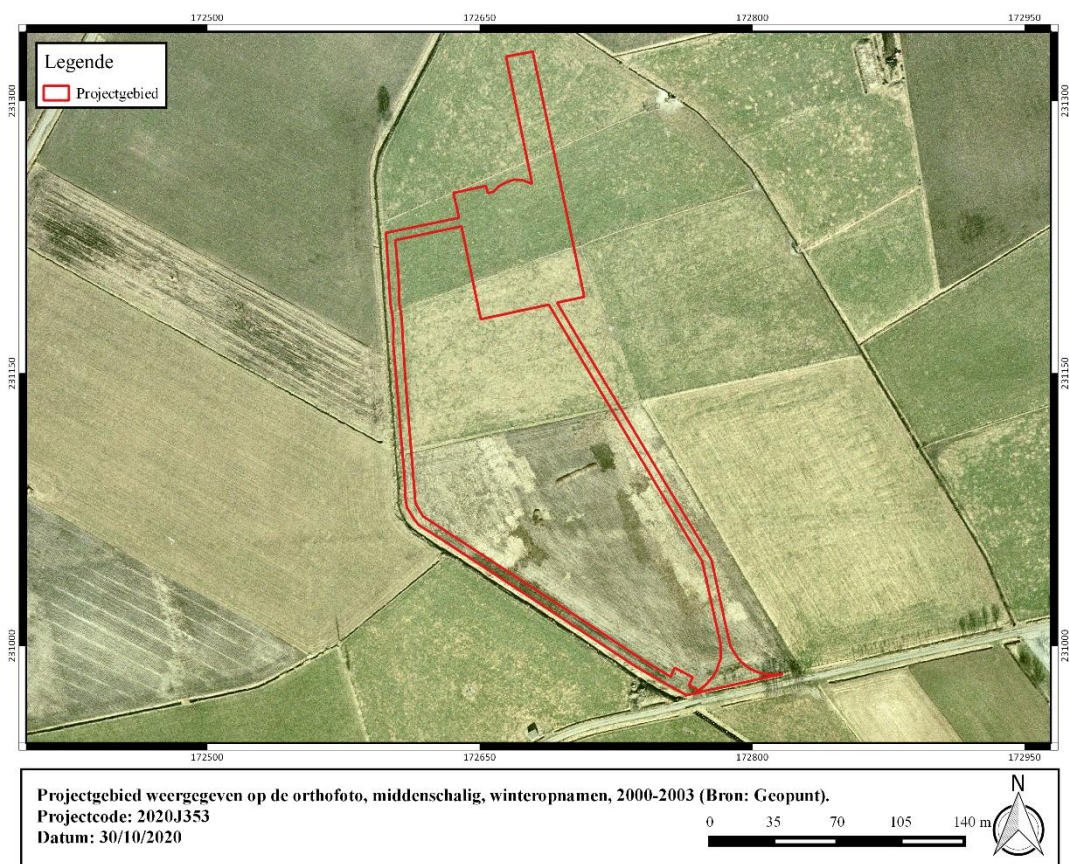 172500 172650 172800 172950
Legende
Projectgebied
231300 231300
231150 231150
231000 231000
172500 172650 172800 172950
Projectgebied weergegeven op de orthofoto, middenschalig, winteropnamen, 2000-2003 (Bron: Geopunt).
Projectcode: 2020J353
Datum: 30/10/2020
0 35 70 105 140 m
N